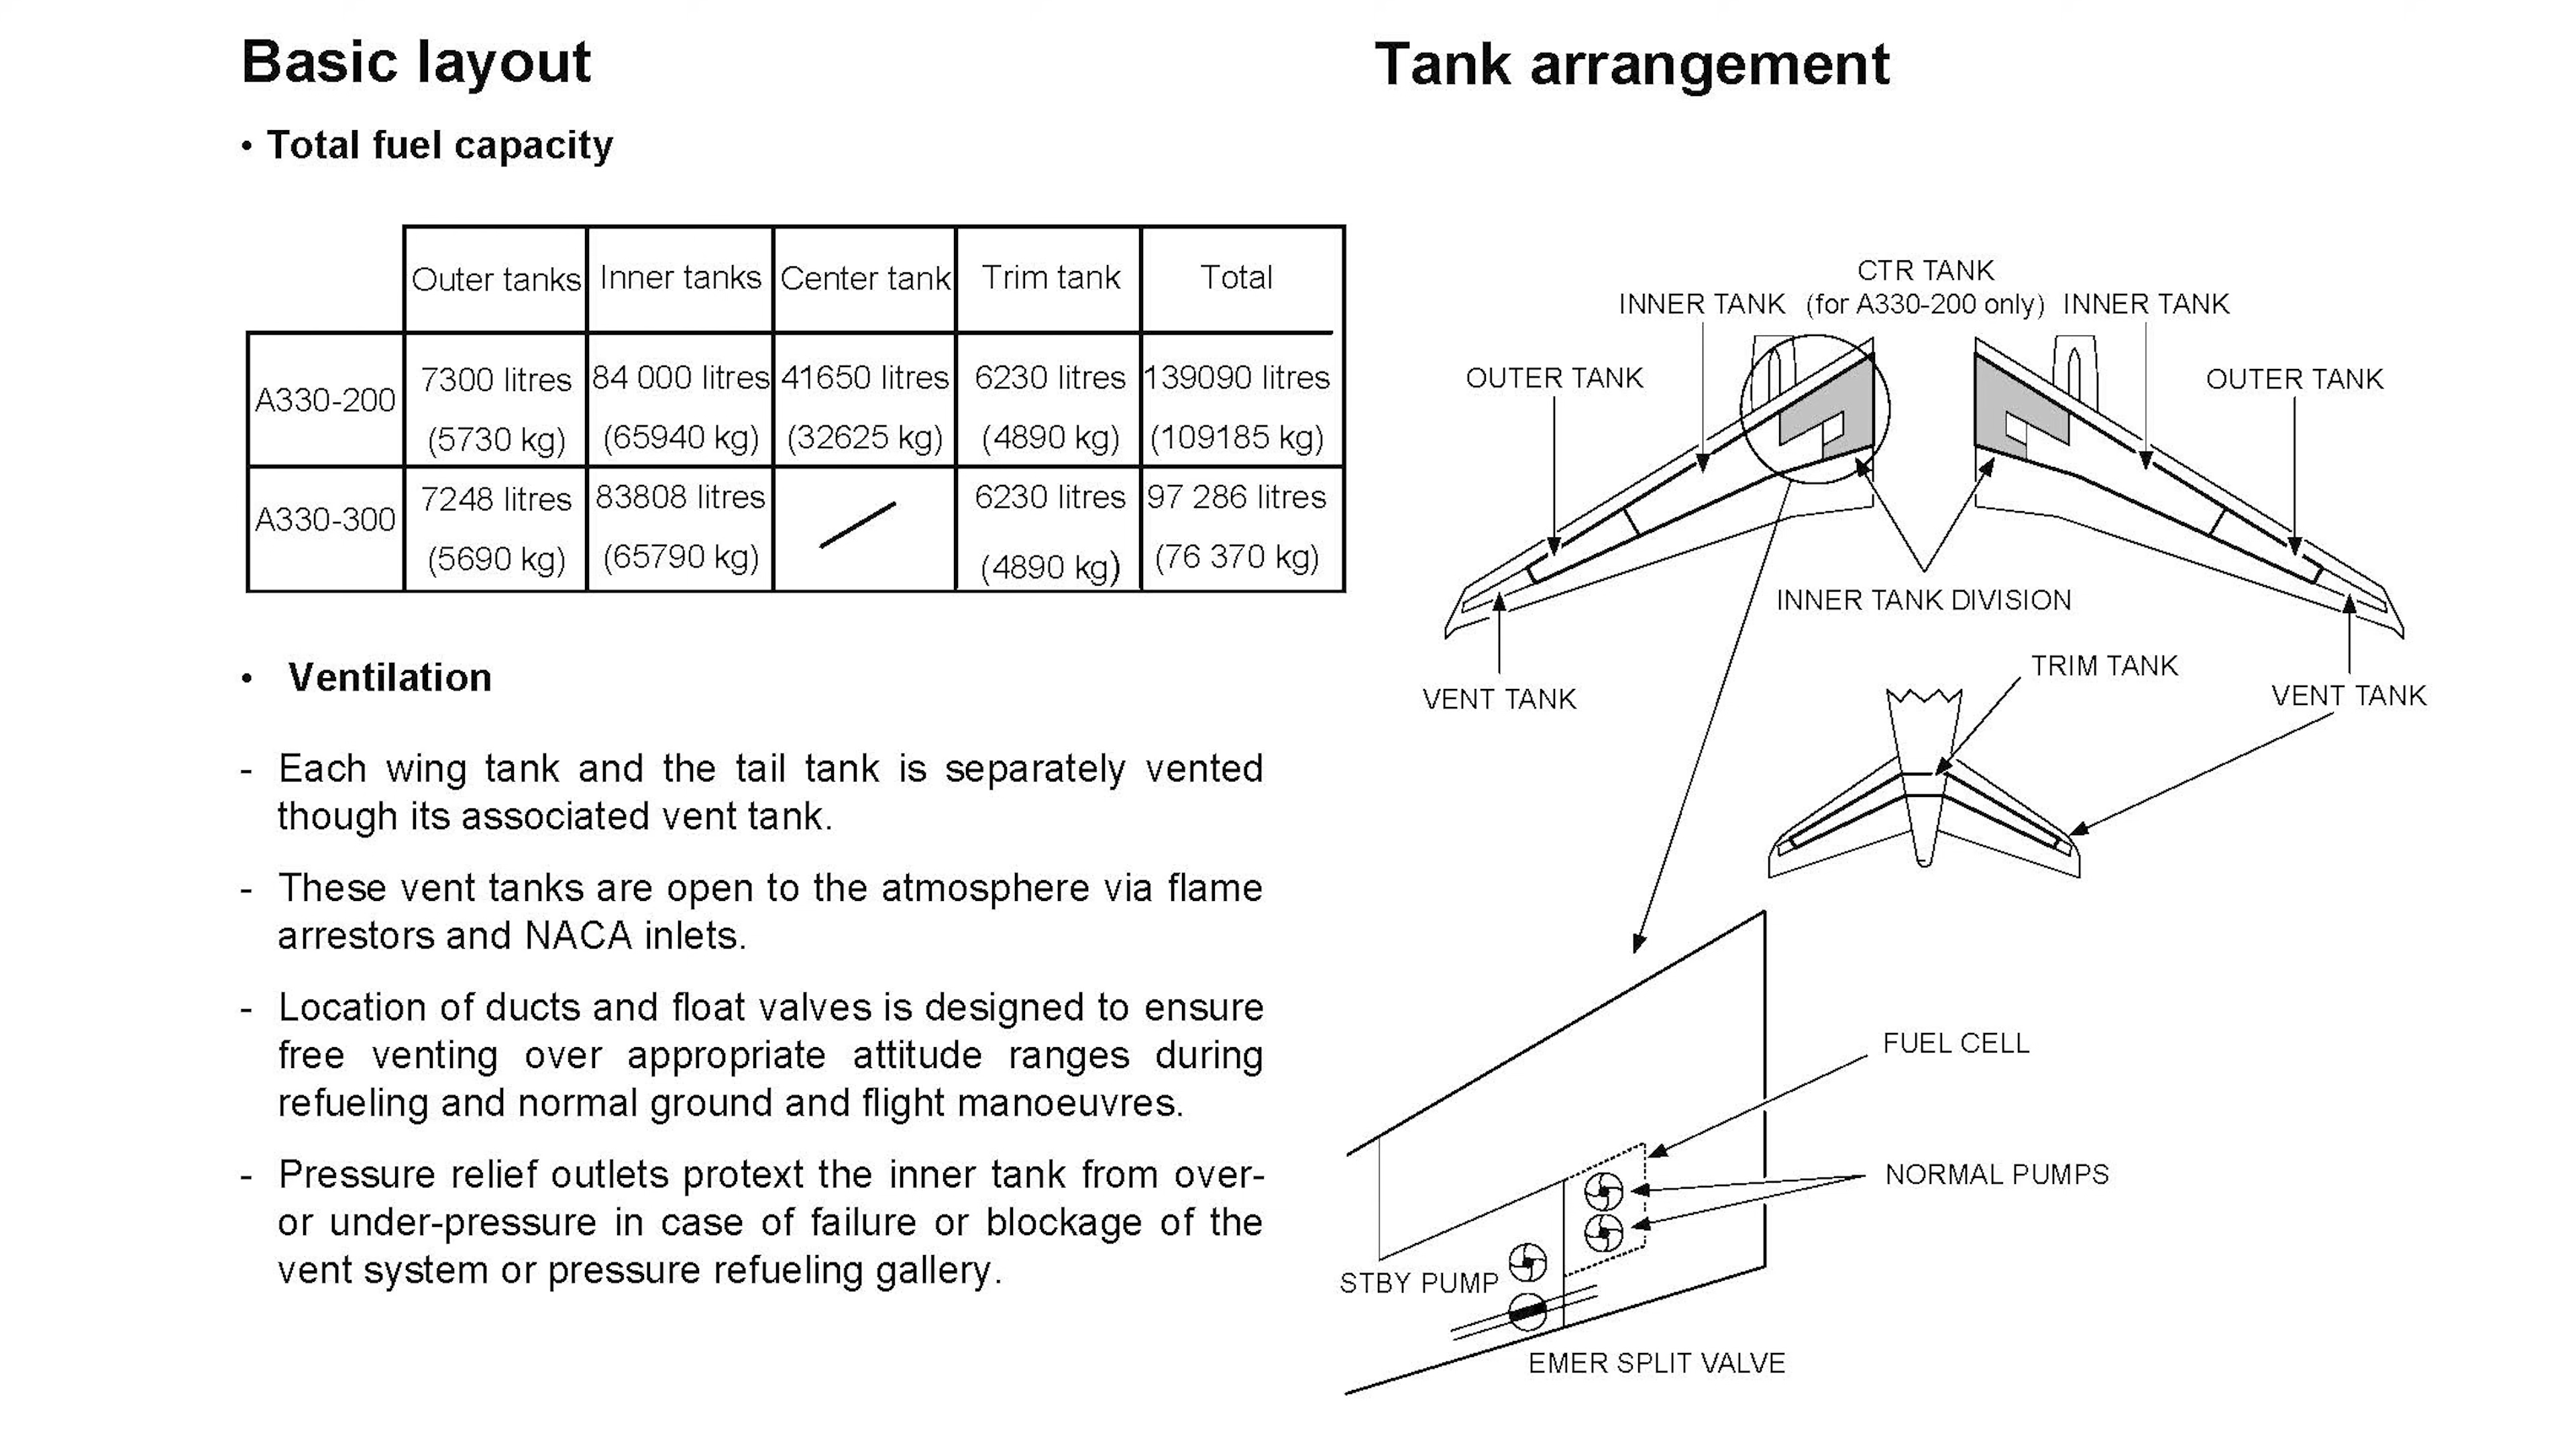 Basic layout
• Total fuel capacity
Outer tanks Inner tanks Center tank Trim tank Total
A330-200
7300 litres 84 000 litres 41650 litres 6230 litres 139090 litres
(5730 kg) (65940 kg) (32625 kg) (4890 kg) (109185 kg)
A330-300
7248 litres 83808 litres 6230 litres 97 286 litres
(5690 kg) (65790 kg) (4890 kg) (76 370 kg)
• Ventilation
- Each wing tank and the tail tank is separately vented
though its associated vent tank.
- These vent tanks are open to the atmosphere via flame
arrestors and NACA inlets.
- Location of ducts and float valves is designed to ensure
free venting over appropriate attitude ranges during
refueling and normal ground and flight manoeuvres.
- Pressure relief outlets protext the inner tank from over-
or under-pressure in case of failure or blockage of the
vent system or pressure refueling gallery.
Tank arrangement
CTR TANK
INNER TANK (for A330-200 only) INNER TANK
OUTER TANK OUTER TANK
INNER TANK DIVISION
TRIM TANK
VENT TANK VENT TANK
FUEL CELL
NORMAL PUMPS
STBY PUMP
EMER SPLIT VALVE